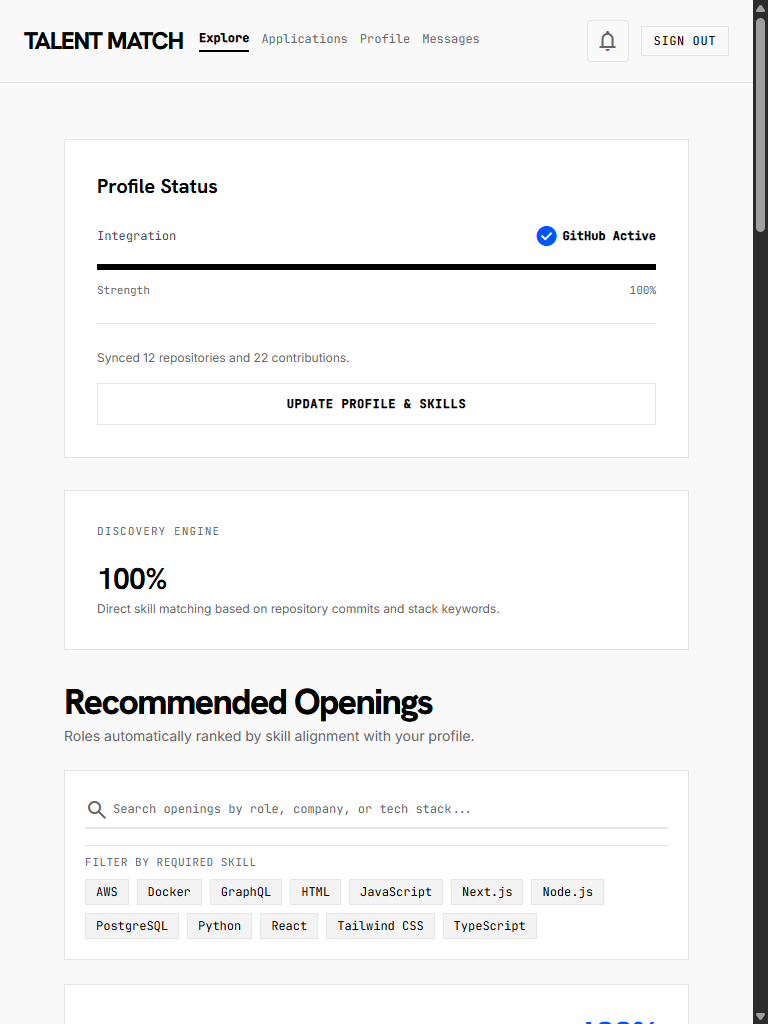 TALENT MATCH Explore Applications Profile Messages SIGN OUT
Profile Status
Integration GitHub Active
Strength 100%
Synced 12 repositories and 22 contributions.
UPDATE PROFILE & SKILLS
DISCOVERY ENGINE
100%
Direct skill matching based on repository commits and stack keywords.
Recommended Openings
Roles automatically ranked by skill alignment with your profile.
Search openings by role, company, or tech stack...
FILTER BY REQUIRED SKILL
AWS Docker GraphQL HTML JavaScript Next.js Node.js
PostgreSQL Python React Tailwind CSS TypeScript